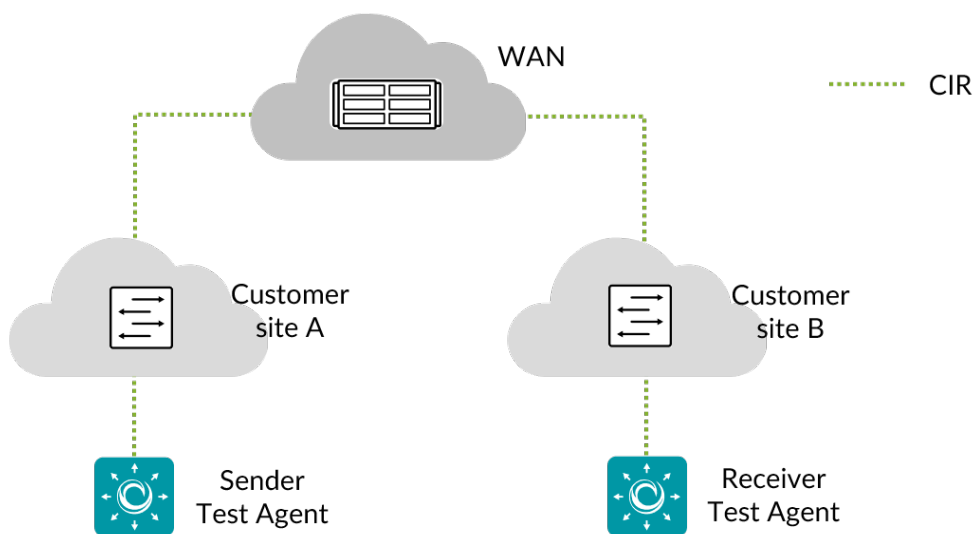 WAN
CIR
Customer
site A
Customer
site B
Sender
Test Agent
Receiver
Test Agent